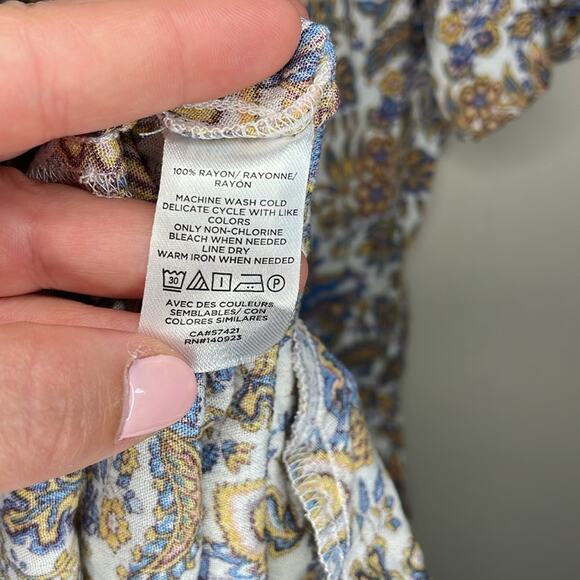 100% RAYON/ RAYONNE/
RAYÓN
MACHINE WASH COLD
DELICATE CYCLE WITH LIKE
COLORS
ONLY NON-CHLORINE
BLEACH WHEN NEEDED
LINE DRY
WARM IRON WHEN NEEDED
30 P
AVEC DES COULEURS
SEMBLABLES/ CON
COLORES SIMILARES
CA#57421
RN#140923